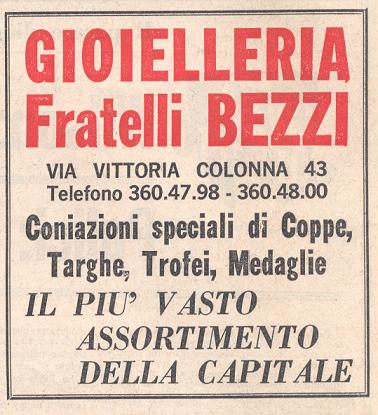 GIOIELLERIA
Fratelli BEZZI
VIA VITTORIA COLONNA 43
Telefono 360.47.98 - 360.48.00
Coniazioni speciali di Coppe,
Targhe, Trofei, Medaglie
IL PIU' VASTO
ASSORTIMENTO
DELLA CAPITALE